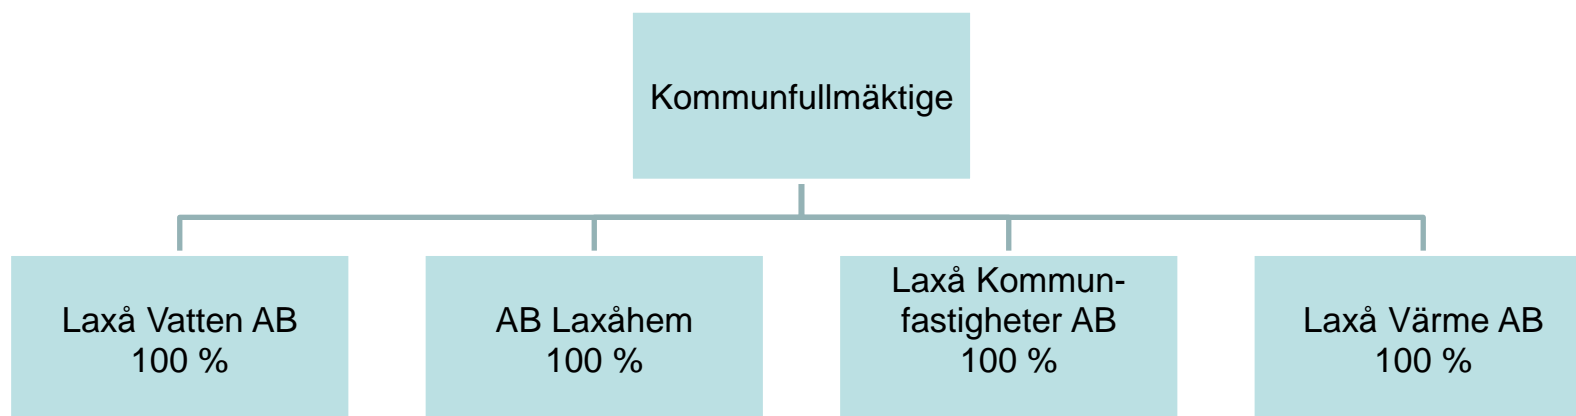 Kommunfullmäktige
Laxå Vatten AB
100 %
AB Laxåhem
100 %
Laxå Kommun-
fastigheter AB
100 %
Laxå Värme AB
100 %